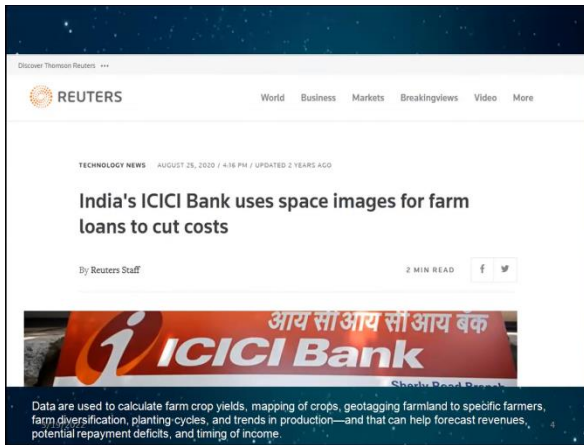 Discover Thomson Reuters •••
REUTERS World Business Markets Breakingviews Video More
TECHNOLOGY NEWS AUGUST 25, 2020 / 4:16 PM / UPDATED 2 YEARS AGO
India's ICICI Bank uses space images for farm
loans to cut costs
By Reuters Staff 2 MIN READ
आय सी आय सी आय बैंक
ICICI Bank
Data are used to calculate farm crop yields, mapping of crops, geotagging farmland to specific farmers,
farm diversification, planting cycles, and trends in production—and that can help forecast revenues,
4
potential repayment deficits, and timing of income.